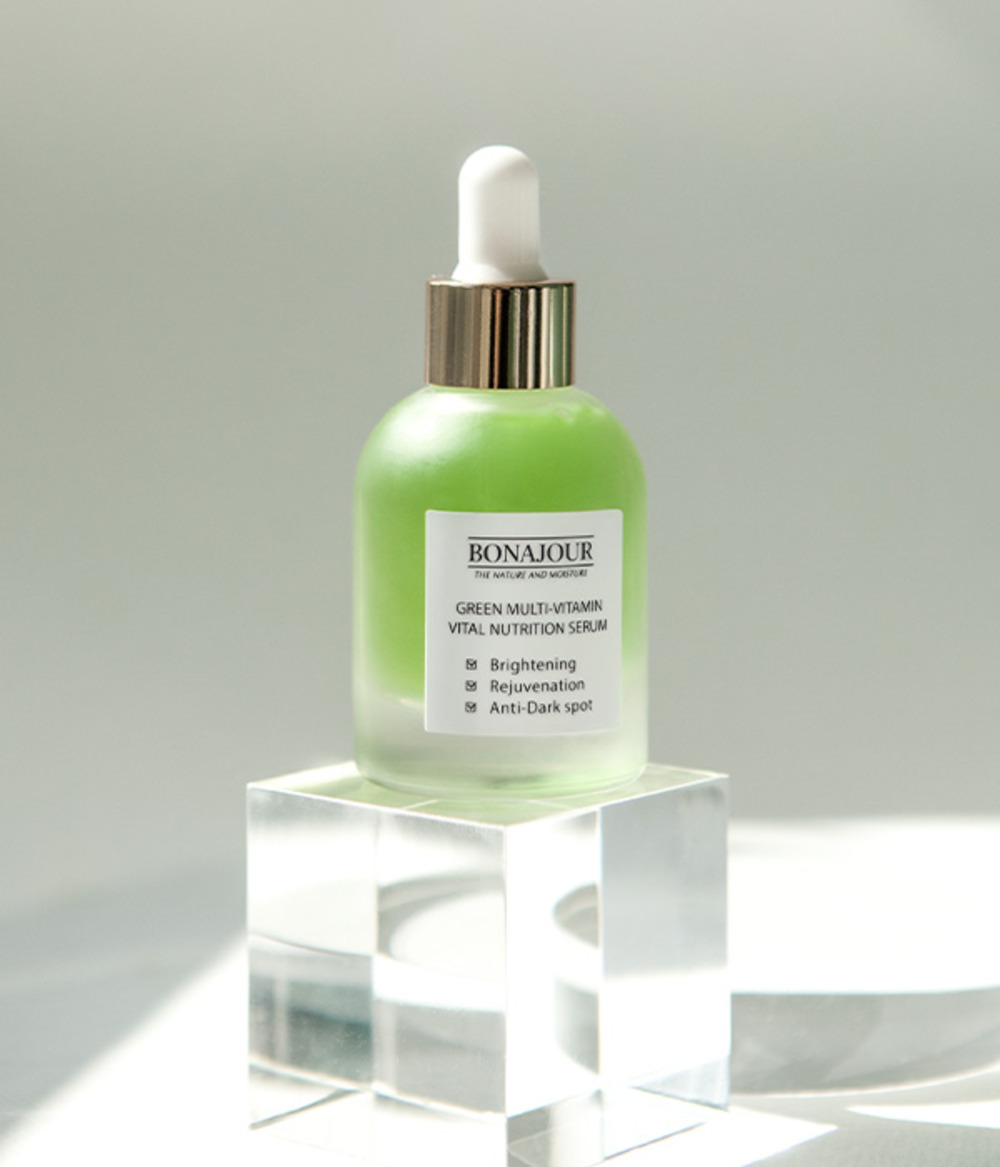 BONAJOUR
THE NATURE AND MOISTURE
GREEN MULTI-VITAMIN
VITAL NUTRITION SERUM
Brightening
Rejuvenation
Anti-Dark spot